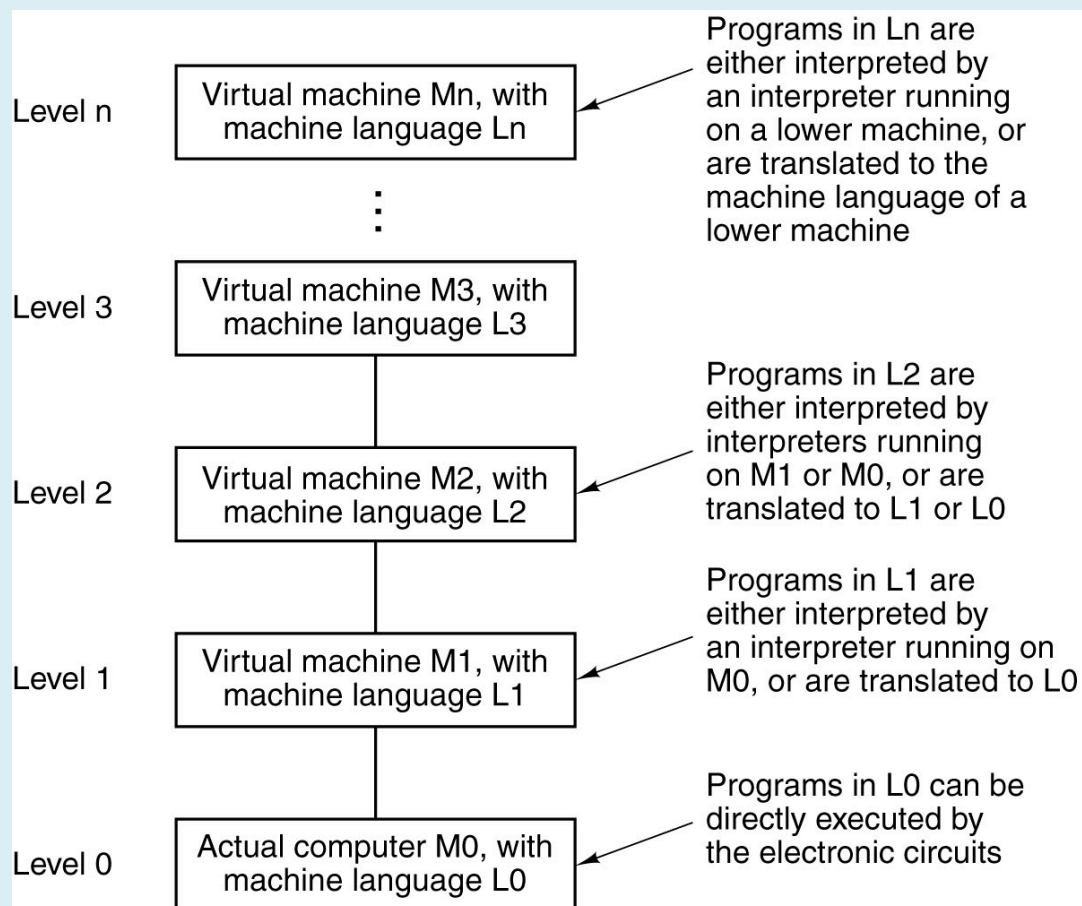 Level n
Virtual machine Mn, with
machine language Ln
Programs in Ln are
either interpreted by
an interpreter running
on a lower machine, or
are translated to the
machine language of a
lower machine
Level 3
Virtual machine M3, with
machine language L3
Level 2
Virtual machine M2, with
machine language L2
Programs in L2 are
either interpreted by
interpreters running
on M1 or M0, or are
translated to L1 or L0
Level 1
Virtual machine M1, with
machine language L1
Programs in L1 are
either interpreted by
an interpreter running on
M0, or are translated to L0
Level 0
Actual computer M0, with
machine language L0
Programs in L0 can be
directly executed by
the electronic circuits